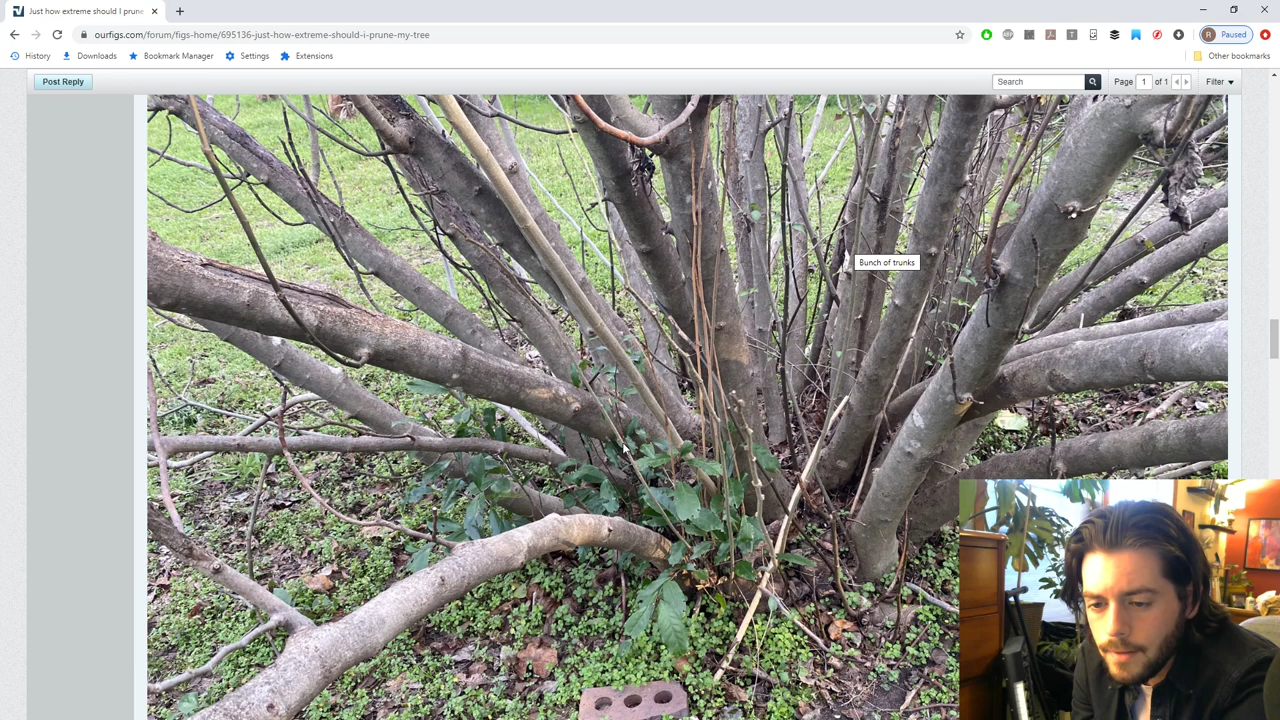 Just how extreme should I prune
ourfigs.com/forum/figs-home/695136-just-how-extreme-should-i-prune-my-tree
R Paused
History Downloads Bookmark Manager Settings Extensions Other bookmarks
Post Reply Search Page 1 of 1 Filter
Bunch of trunks